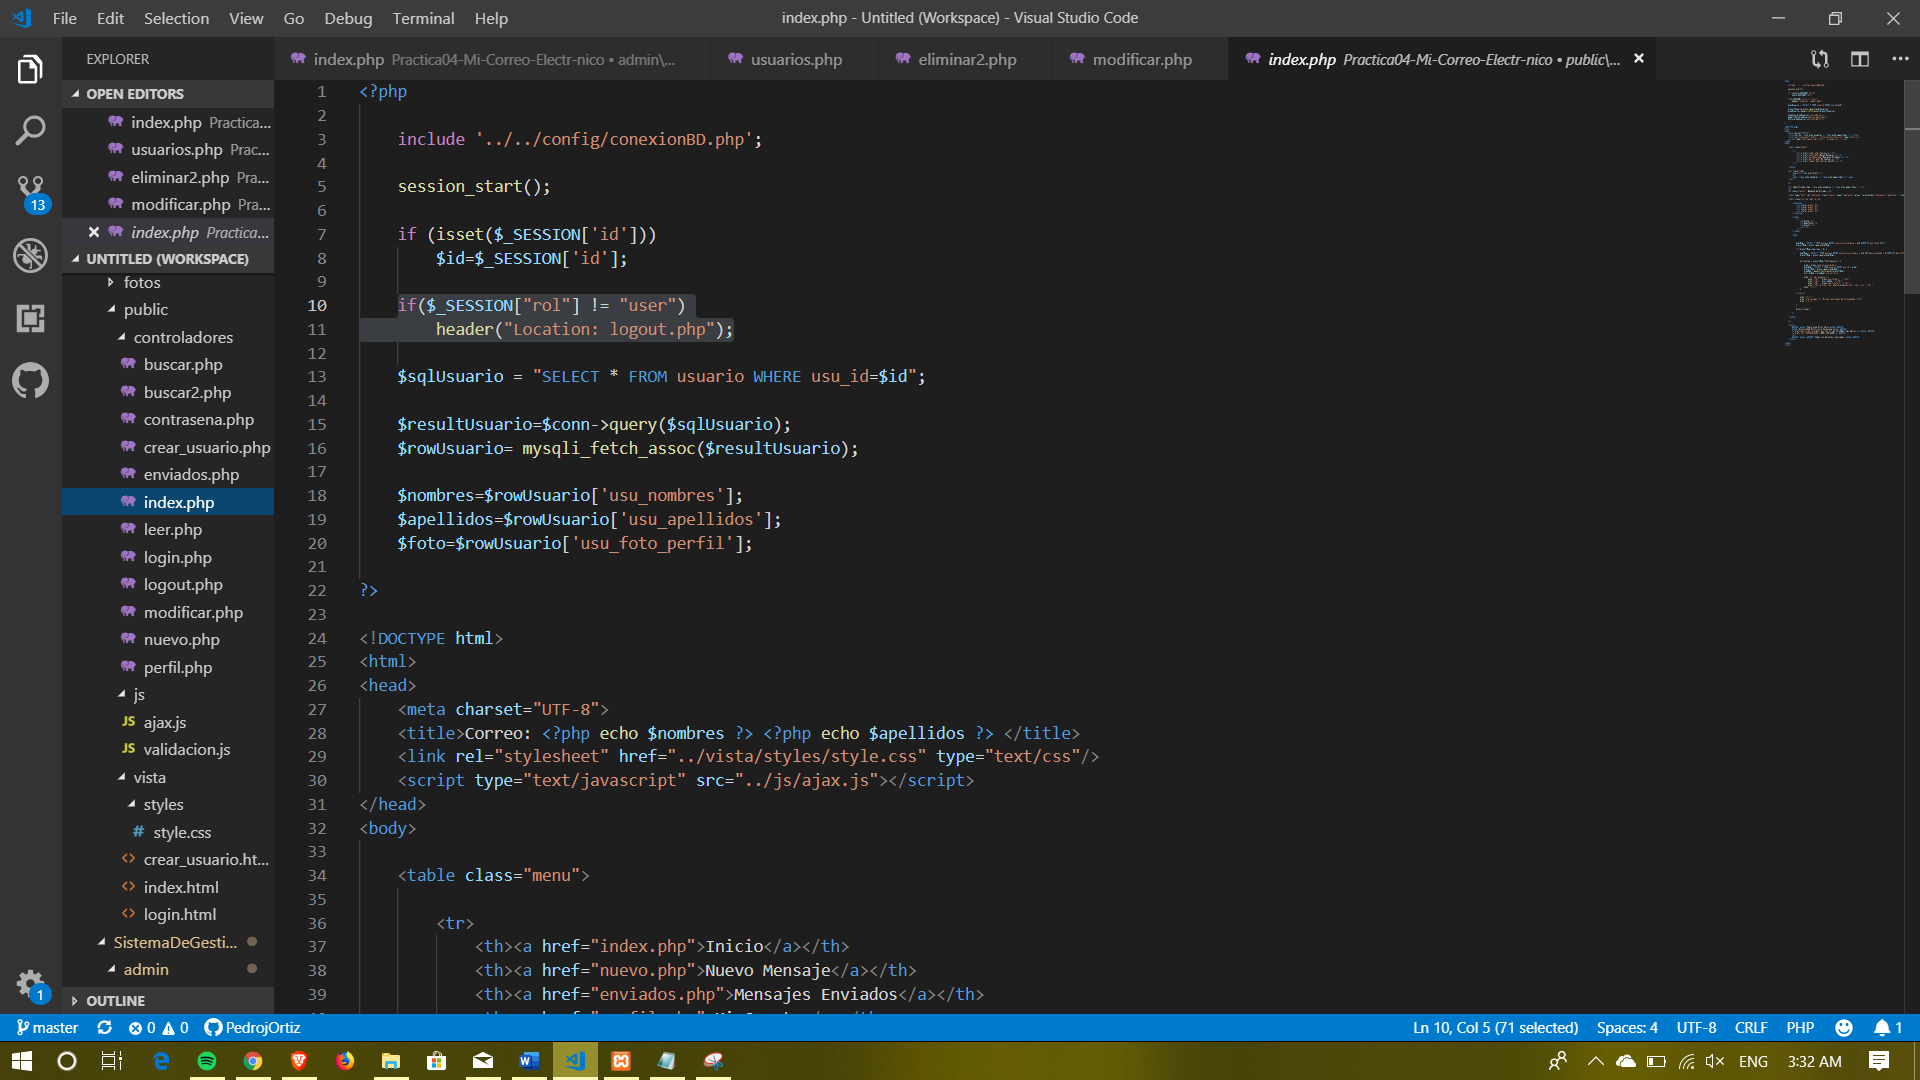 File Edit Selection View Go Debug Terminal Help
index.php - Untitled (Workspace) - Visual Studio Code
EXPLORER
index.php Practica04-Mi-Correo-Electr-nico • admin\...
usuarios.php
eliminar2.php
modificar.php
index.php Practica04-Mi-Correo-Electr-nico • public\...
OPEN EDITORS
index.php Practica...
usuarios.php Prac...
eliminar2.php Pra...
modificar.php Pra...
index.php Practica...
UNTITLED (WORKSPACE)
fotos
public
controladores
buscar.php
buscar2.php
contrasena.php
crear_usuario.php
enviados.php
index.php
leer.php
login.php
logout.php
modificar.php
nuevo.php
perfil.php
js
JS ajax.js
JS validacion.js
vista
styles
# style.css
<> crear_usuario.ht...
<> index.html
<> login.html
SistemaDeGesti...
admin
OUTLINE
13
1
1 <?php
2
3 include '../../config/conexionBD.php';
4
5 session_start();
6
7 if (isset($_SESSION['id']))
8 $id=$_SESSION['id'];
9
10 if($_SESSION["rol"] != "user")
11 header("Location: logout.php");
12
13 $sqlUsuario = "SELECT * FROM usuario WHERE usu_id=$id";
14
15 $resultUsuario=$conn->query($sqlUsuario);
16 $rowUsuario= mysqli_fetch_assoc($resultUsuario);
17
18 $nombres=$rowUsuario['usu_nombres'];
19 $apellidos=$rowUsuario['usu_apellidos'];
20 $foto=$rowUsuario['usu_foto_perfil'];
21
22 ?>
23
24 <!DOCTYPE html>
25 <html>
26 <head>
27 <meta charset="UTF-8">
28 <title>Correo: <?php echo $nombres ?> <?php echo $apellidos ?> </title>
29 <link rel="stylesheet" href="../vista/styles/style.css" type="text/css"/>
30 <script type="text/javascript" src="../js/ajax.js"></script>
31 </head>
32 <body>
33
34 <table class="menu">
35
36 <tr>
37 <th><a href="index.php">Inicio</a></th>
38 <th><a href="nuevo.php">Nuevo Mensaje</a></th>
39 <th><a href="enviados.php">Mensajes Enviados</a></th>
master 0 0 PedrojOrtiz
Ln 10, Col 5 (71 selected) Spaces: 4 UTF-8 CRLF PHP 1
ENG 3:32 AM